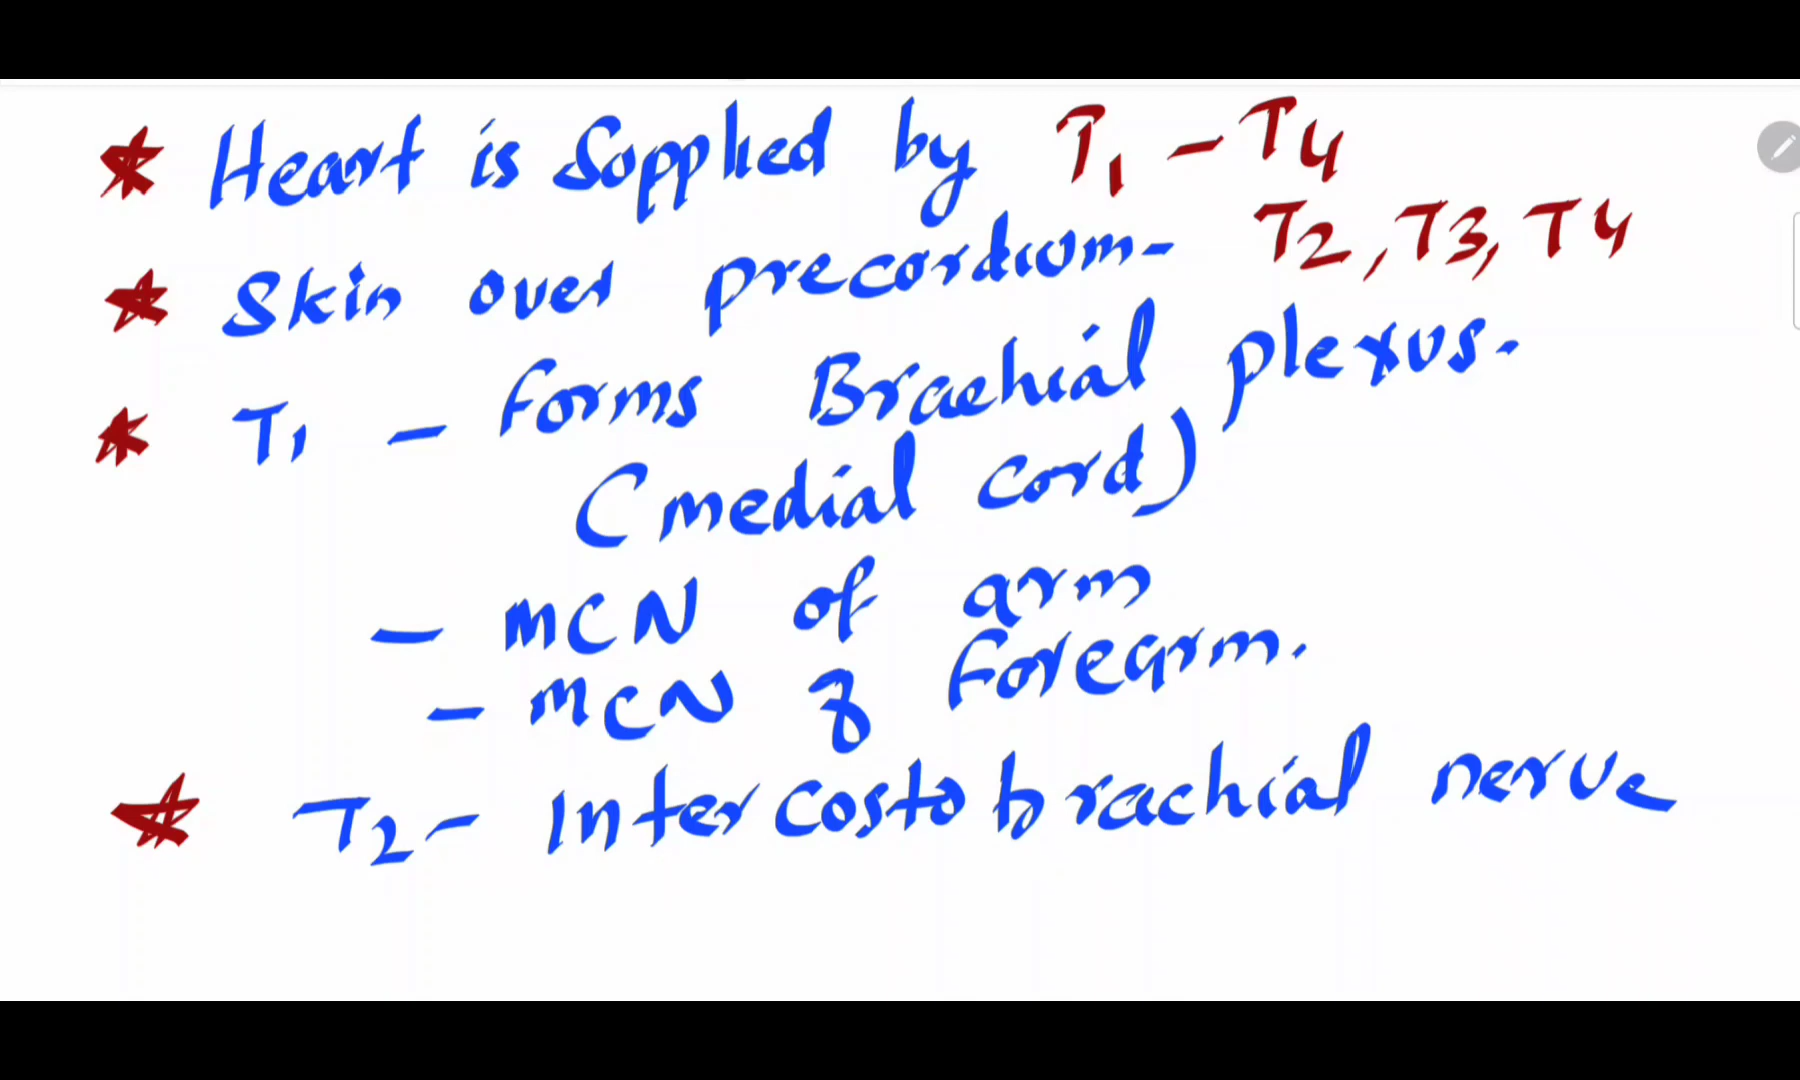 * Heart is Supplied by T1 - T4
* Skin over precordium - T2, T3, T4
* T1 - forms Brachial plexus.
(medial cord)
- MCN of arm
- MCN of Forearm.
* T2 - Intercostobrachial nerve